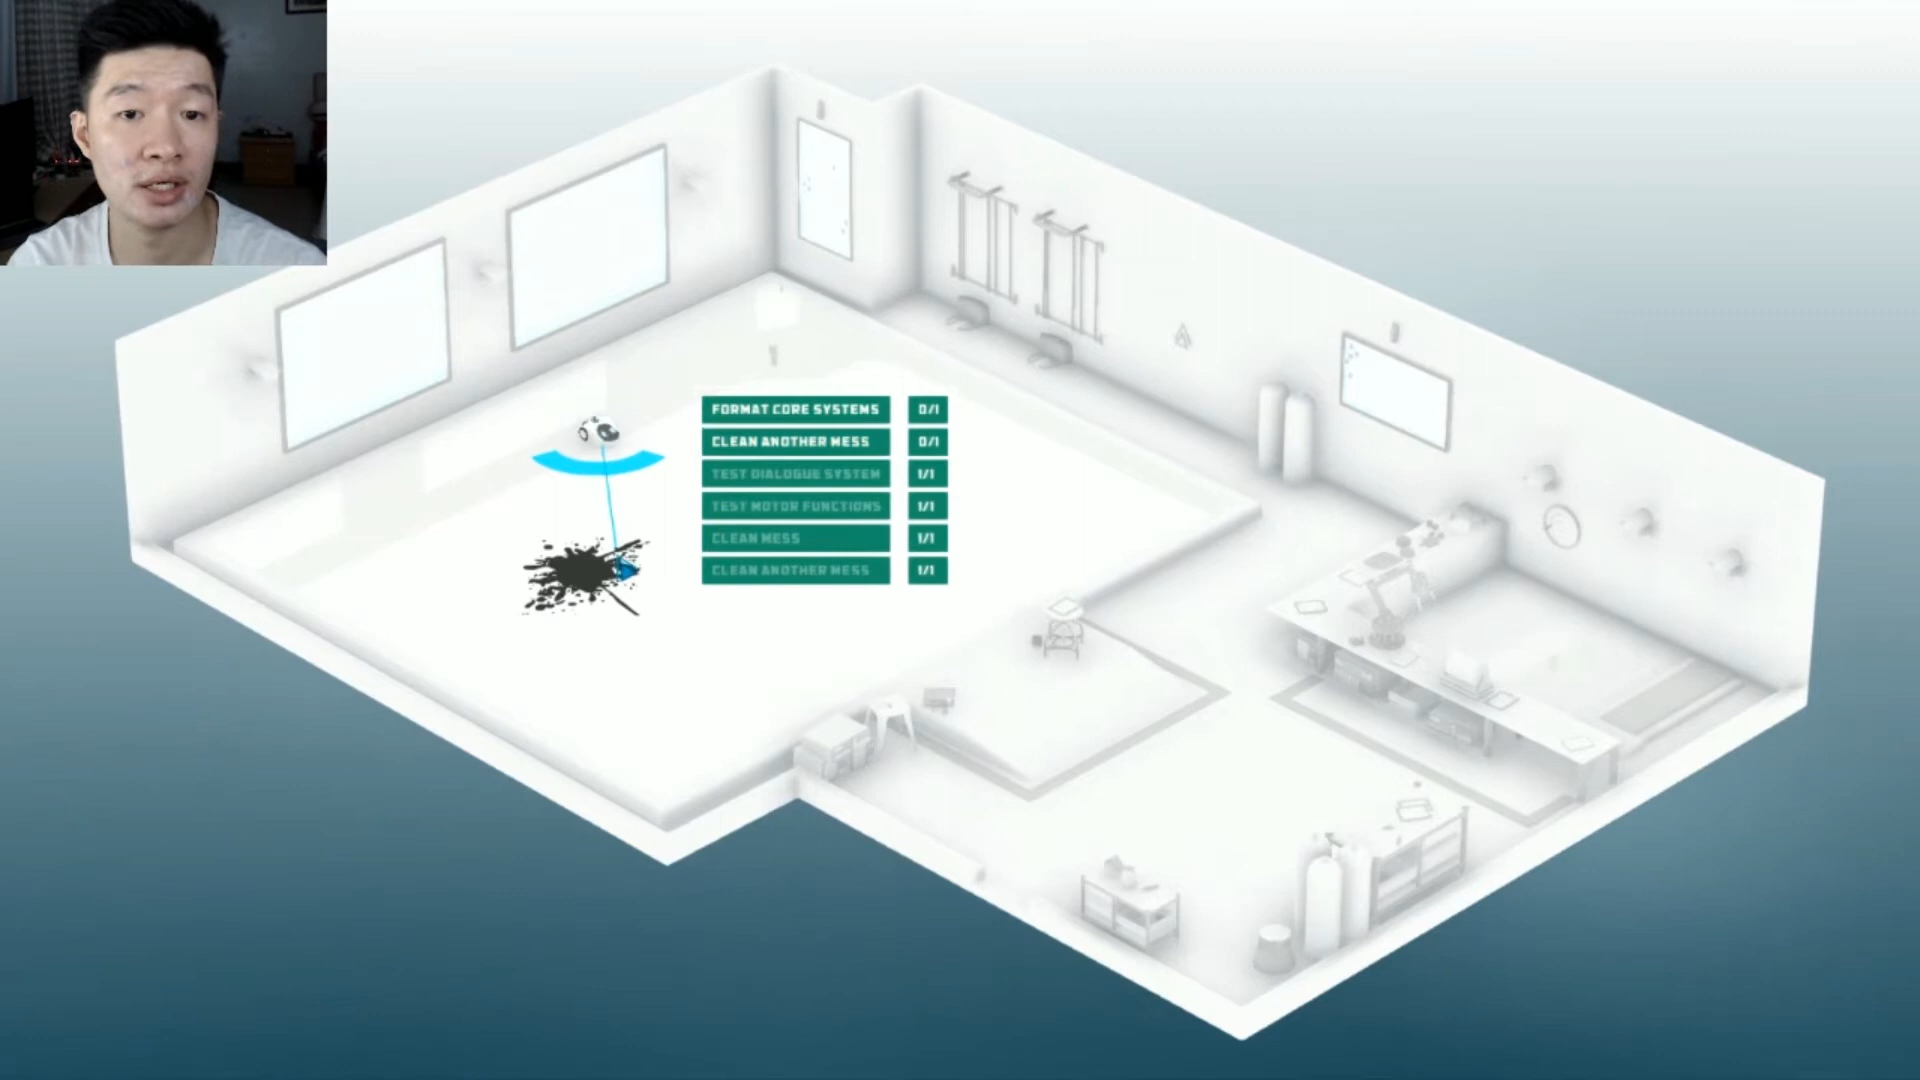 FORMAT CORE SYSTEMS 0/1
CLEAN ANOTHER MESS 0/1
TEST DIALOGUE SYSTEM 1/1
TEST MOTOR FUNCTIONS 1/1
CLEAN MESS 1/1
CLEAN ANOTHER MESS 1/1